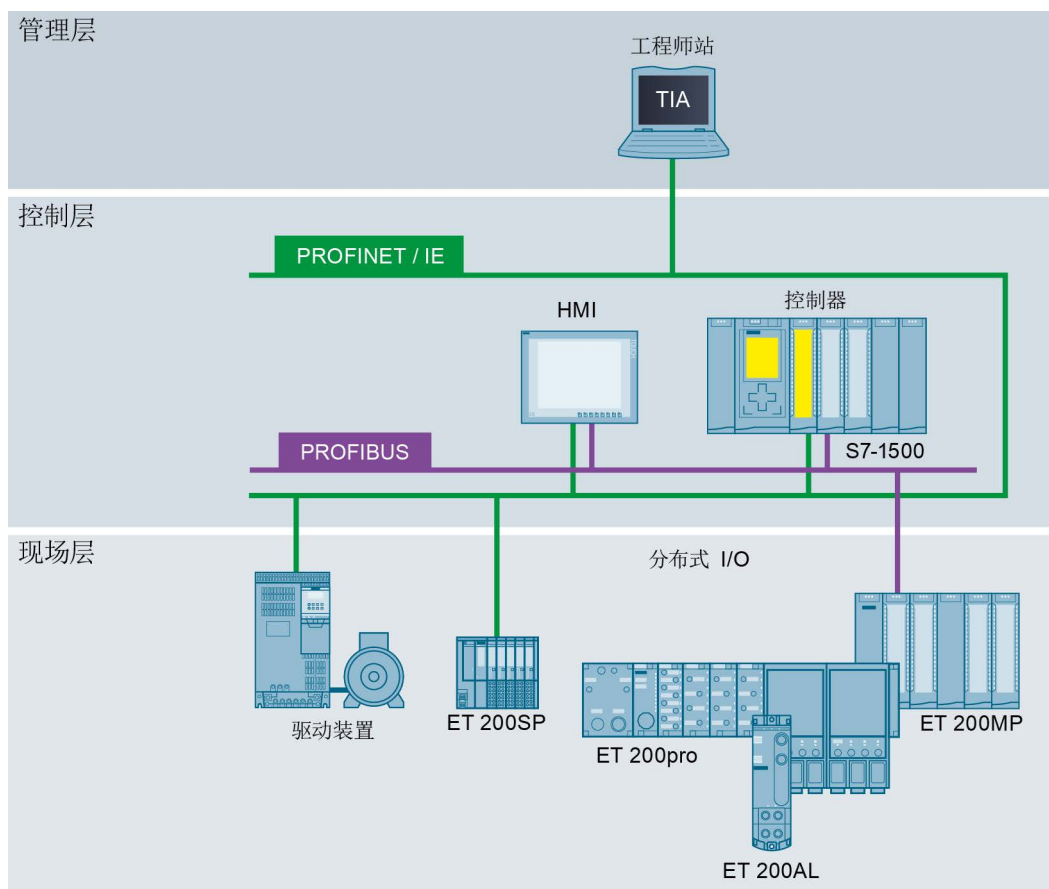 管理层
工程师站
TIA
控制层
PROFINET / IE
HMI
控制器
PROFIBUS
S7-1500
现场层
分布式 I/O
驱动装置
ET 200SP
ET 200pro
ET 200MP
ET 200AL